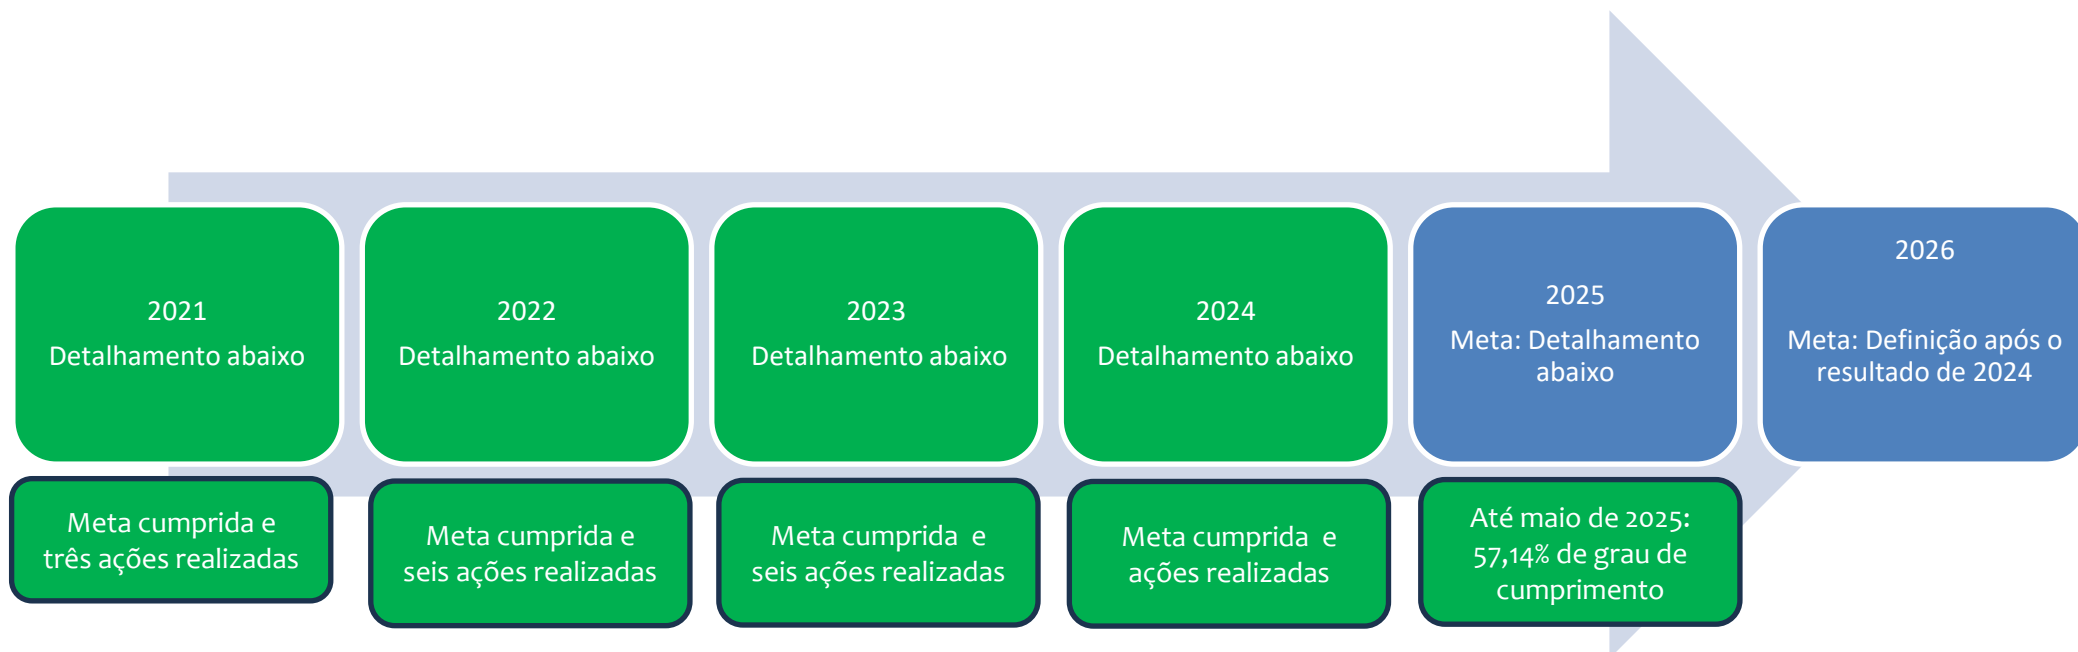 2021
Detalhamento abaixo
2022
Detalhamento abaixo
2023
Detalhamento abaixo
2024
Detalhamento abaixo
2025
Meta: Detalhamento
abaixo
2026
Meta: Definição após o
resultado de 2024
Meta cumprida e
três ações realizadas
Meta cumprida e
seis ações realizadas
Meta cumprida e
seis ações realizadas
Meta cumprida e
ações realizadas
Até maio de 2025:
57,14% de grau de
cumprimento